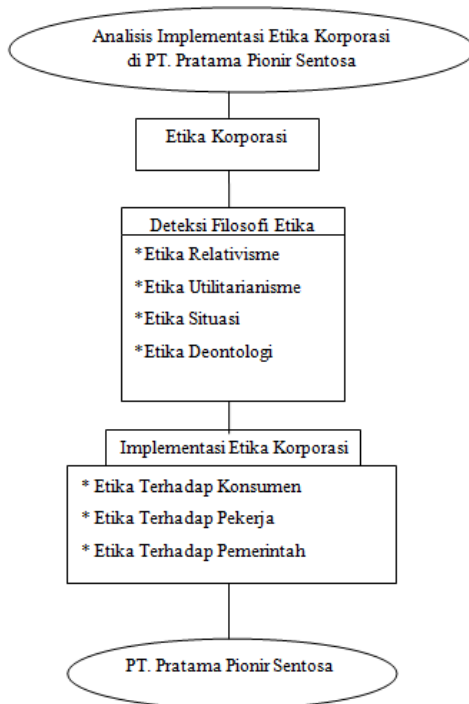 Analisis Implementasi Etika Korporasi
di PT. Pratama Pionir Sentosa
Etika Korporasi
Deteksi Filosofi Etika
*Etika Relativisme
*Etika Utilitarianisme
*Etika Situasi
*Etika Deontologi
Implementasi Etika Korporasi
* Etika Terhadap Konsumen
* Etika Terhadap Pekerja
* Etika Terhadap Pemerintah
PT. Pratama Pionir Sentosa